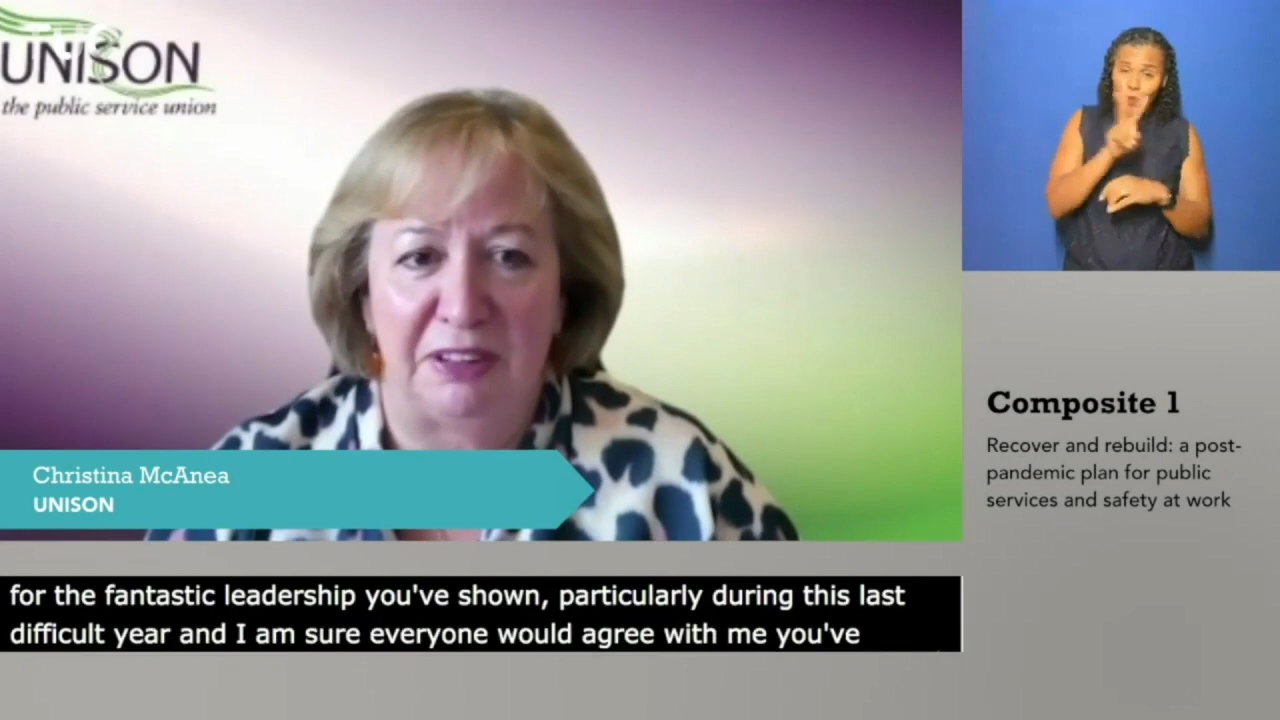 UNISON
the public service union
Christina McAnea
UNISON
Composite 1
Recover and rebuild: a post-
pandemic plan for public
services and safety at work
for the fantastic leadership you've shown, particularly during this last
difficult year and I am sure everyone would agree with me you've